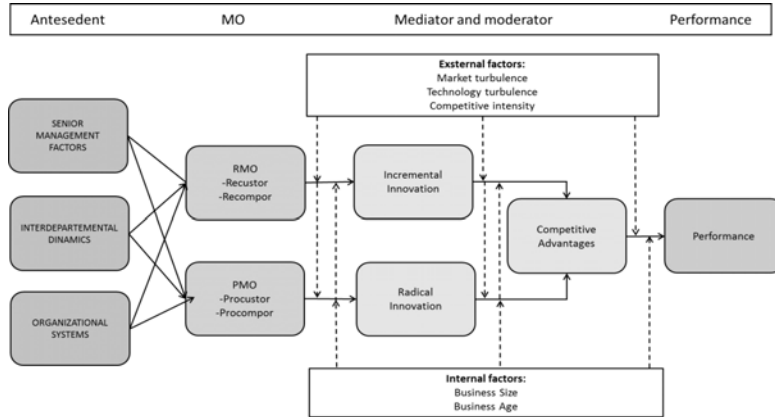 Antesedent MO Mediator and moderator Performance
Exsternal factors:
Market turbulence
Technology turbulence
Competitive intensity
SENIOR
MANAGEMENT
FACTORS
RMO
-Recustor
-Recompor
Incremental
Innovation
INTERDEPARTEMENTAL
DINAMICS
Competitive
Advantages
Performance
PMO
-Procustor
-Procompor
Radical
Innovation
ORGANIZATIONAL
SYSTEMS
Internal factors:
Business Size
Business Age